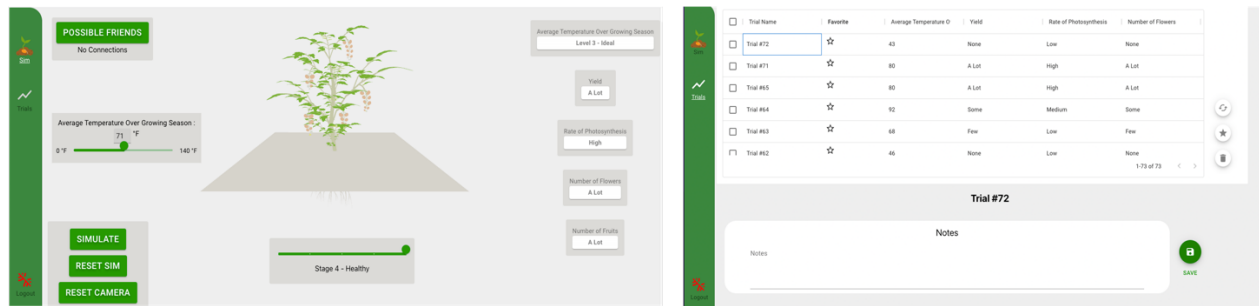 POSSIBLE FRIENDS
No Connections
Sim
Trials
Average Temperature Over Growing Season :
71 °F
0 °F 140 °F
SIMULATE
RESET SIM
RESET CAMERA
Logout
Stage 4 - Healthy
Average Temperature Over Growing Season
Level 3 - Ideal
Yield
A Lot
Rate of Photosynthesis
High
Number of Flowers
A Lot
Number of Fruits
A Lot
Sim
Trials
Logout
Trial Name Favorite Average Temperature O Yield Rate of Photosynthesis Number of Flowers
Trial #72 43 None Low None
Trial #71 80 A Lot High A Lot
Trial #65 80 A Lot High A Lot
Trial #64 92 Some Medium Some
Trial #63 68 Few Low Few
Trial #62 46 None Low None
1-73 of 73
Trial #72
Notes
Notes
SAVE